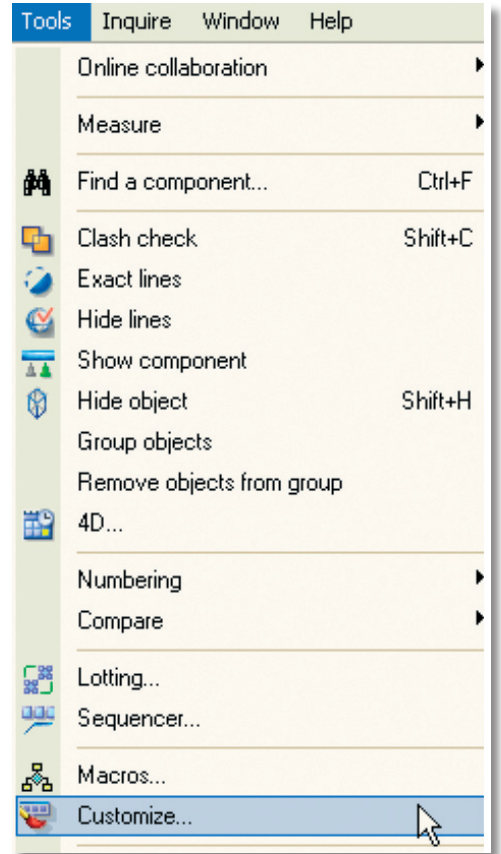 Tools Inquire Window Help
Online collaboration
Measure
Find a component... Ctrl+F
Clash check Shift+C
Exact lines
Hide lines
Show component
Hide object Shift+H
Group objects
Remove objects from group
4D...
Numbering
Compare
Lotting...
Sequencer...
Macros...
Customize...